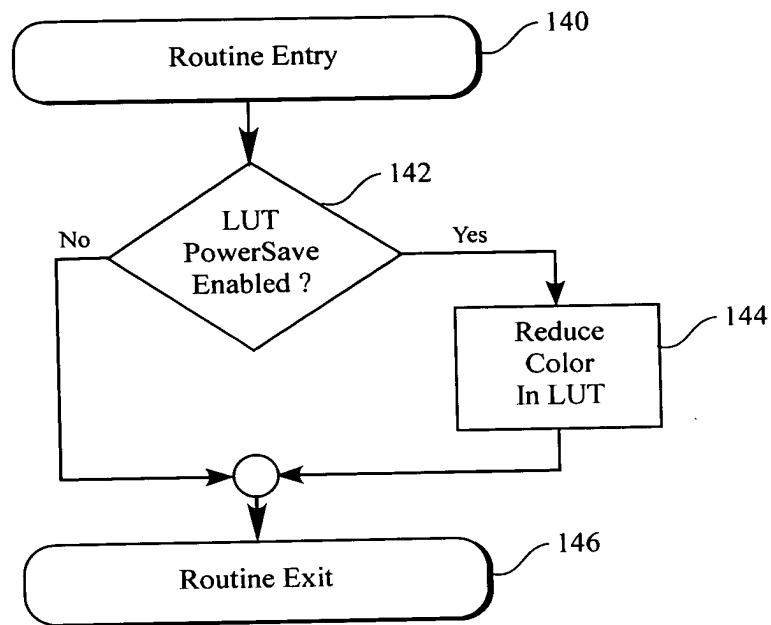 Routine Entry
140
142
LUT
PowerSave
Enabled ?
No
Yes
144
Reduce
Color
In LUT
146
Routine Exit